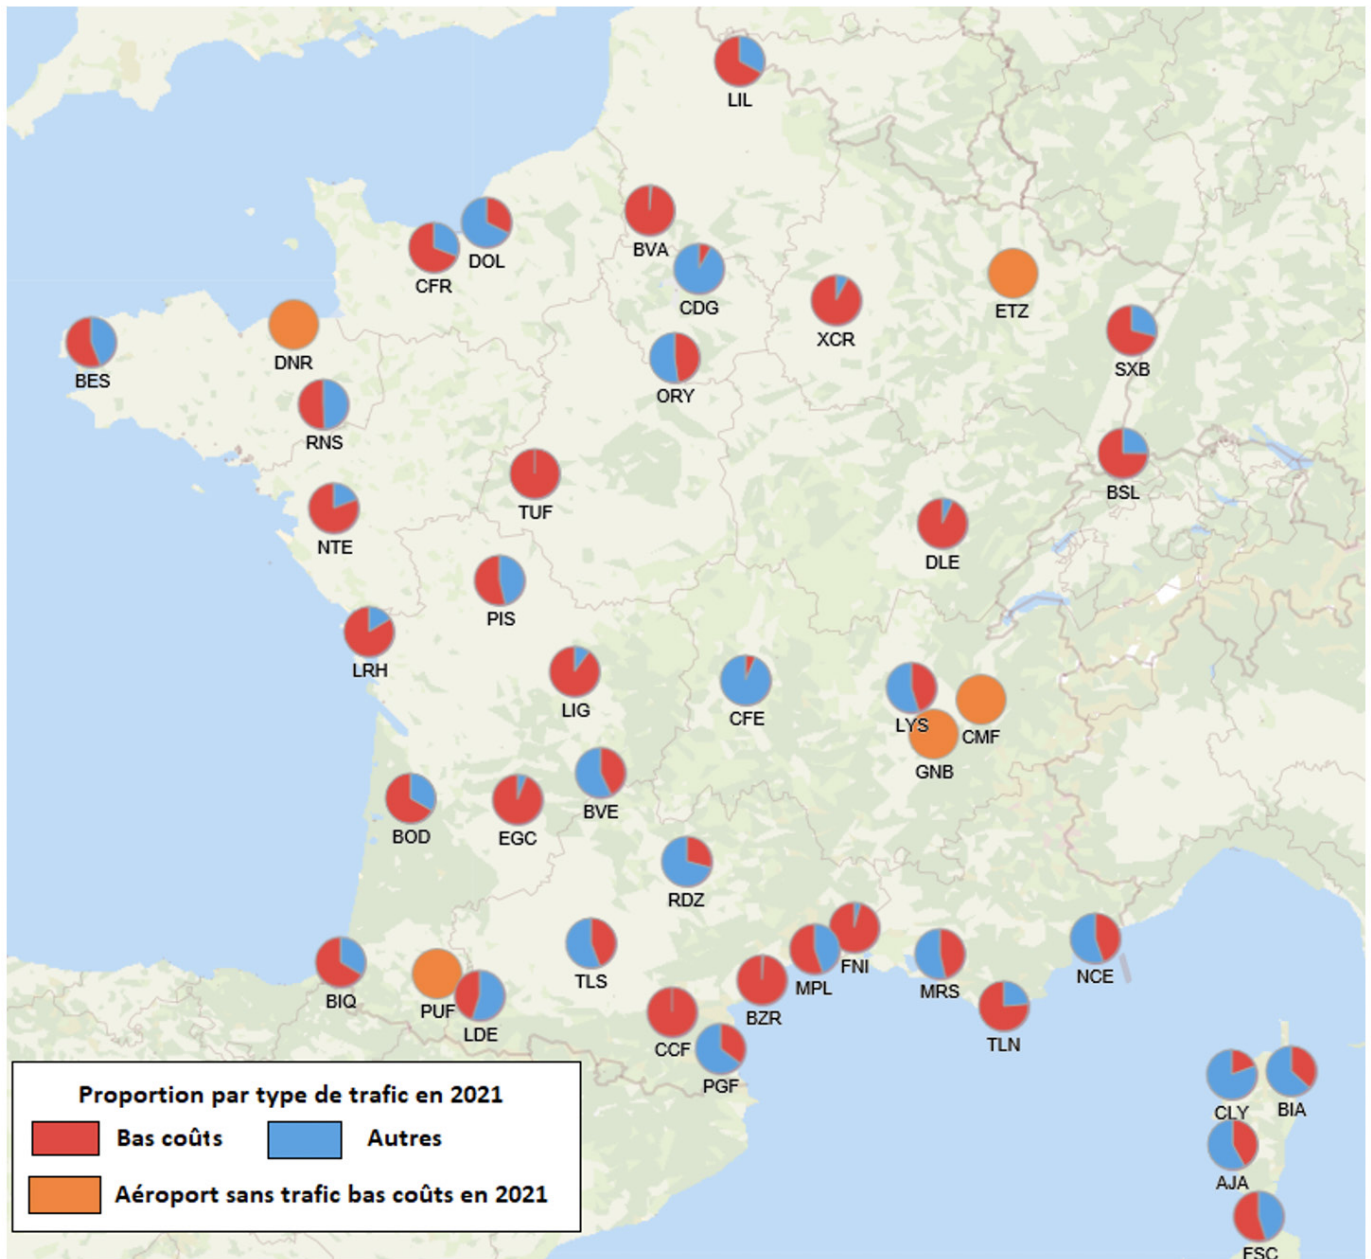 LIL
BVA
DOL
CFR
CDG
ETZ
XCR
DNR
SXB
BES
ORY
RNS
BSL
TUF
NTE
DLE
PIS
LRH
LIG
CFE
LYS
CMF
GNB
BVE
BOD
EGC
RDZ
FNI
NCE
TLS
MPL
MRS
BIQ
PUF
BZR
LDE
TLN
CCF
PGF
CLY
BIA
AJA
FSC
Proportion par type de trafic en 2021
Bas coûts
Autres
Aéroport sans trafic bas coûts en 2021